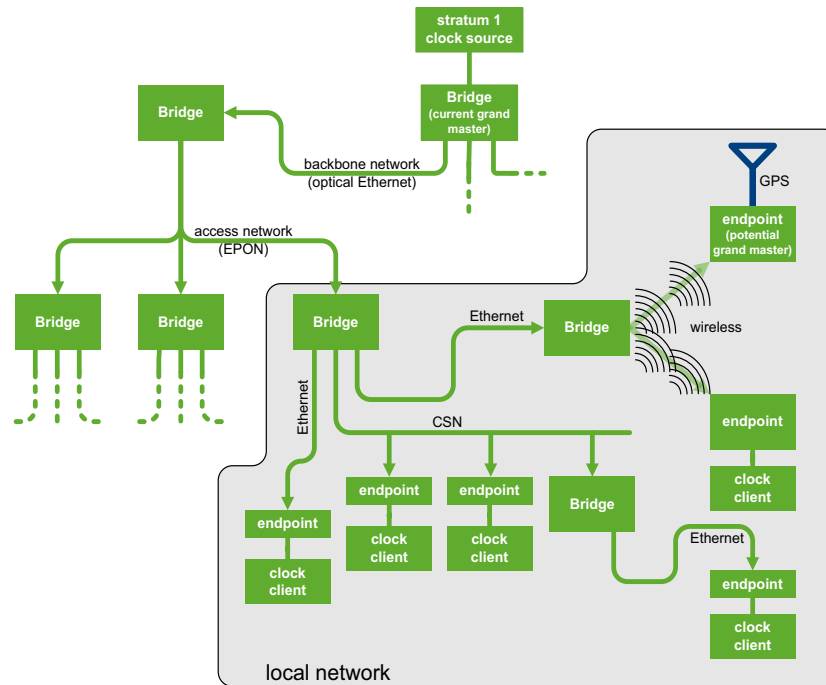 stratum 1
clock source
Bridge
(current grand
master)
Bridge
backbone network
(optical Ethernet)
GPS
endpoint
(potential
grand master)
access network
(EPON)
Bridge
Bridge
Bridge
Ethernet
Bridge
wireless
Ethernet
CSN
endpoint
clock
client
endpoint
clock
client
endpoint
clock
client
Bridge
endpoint
clock
client
Ethernet
endpoint
clock
client
local network